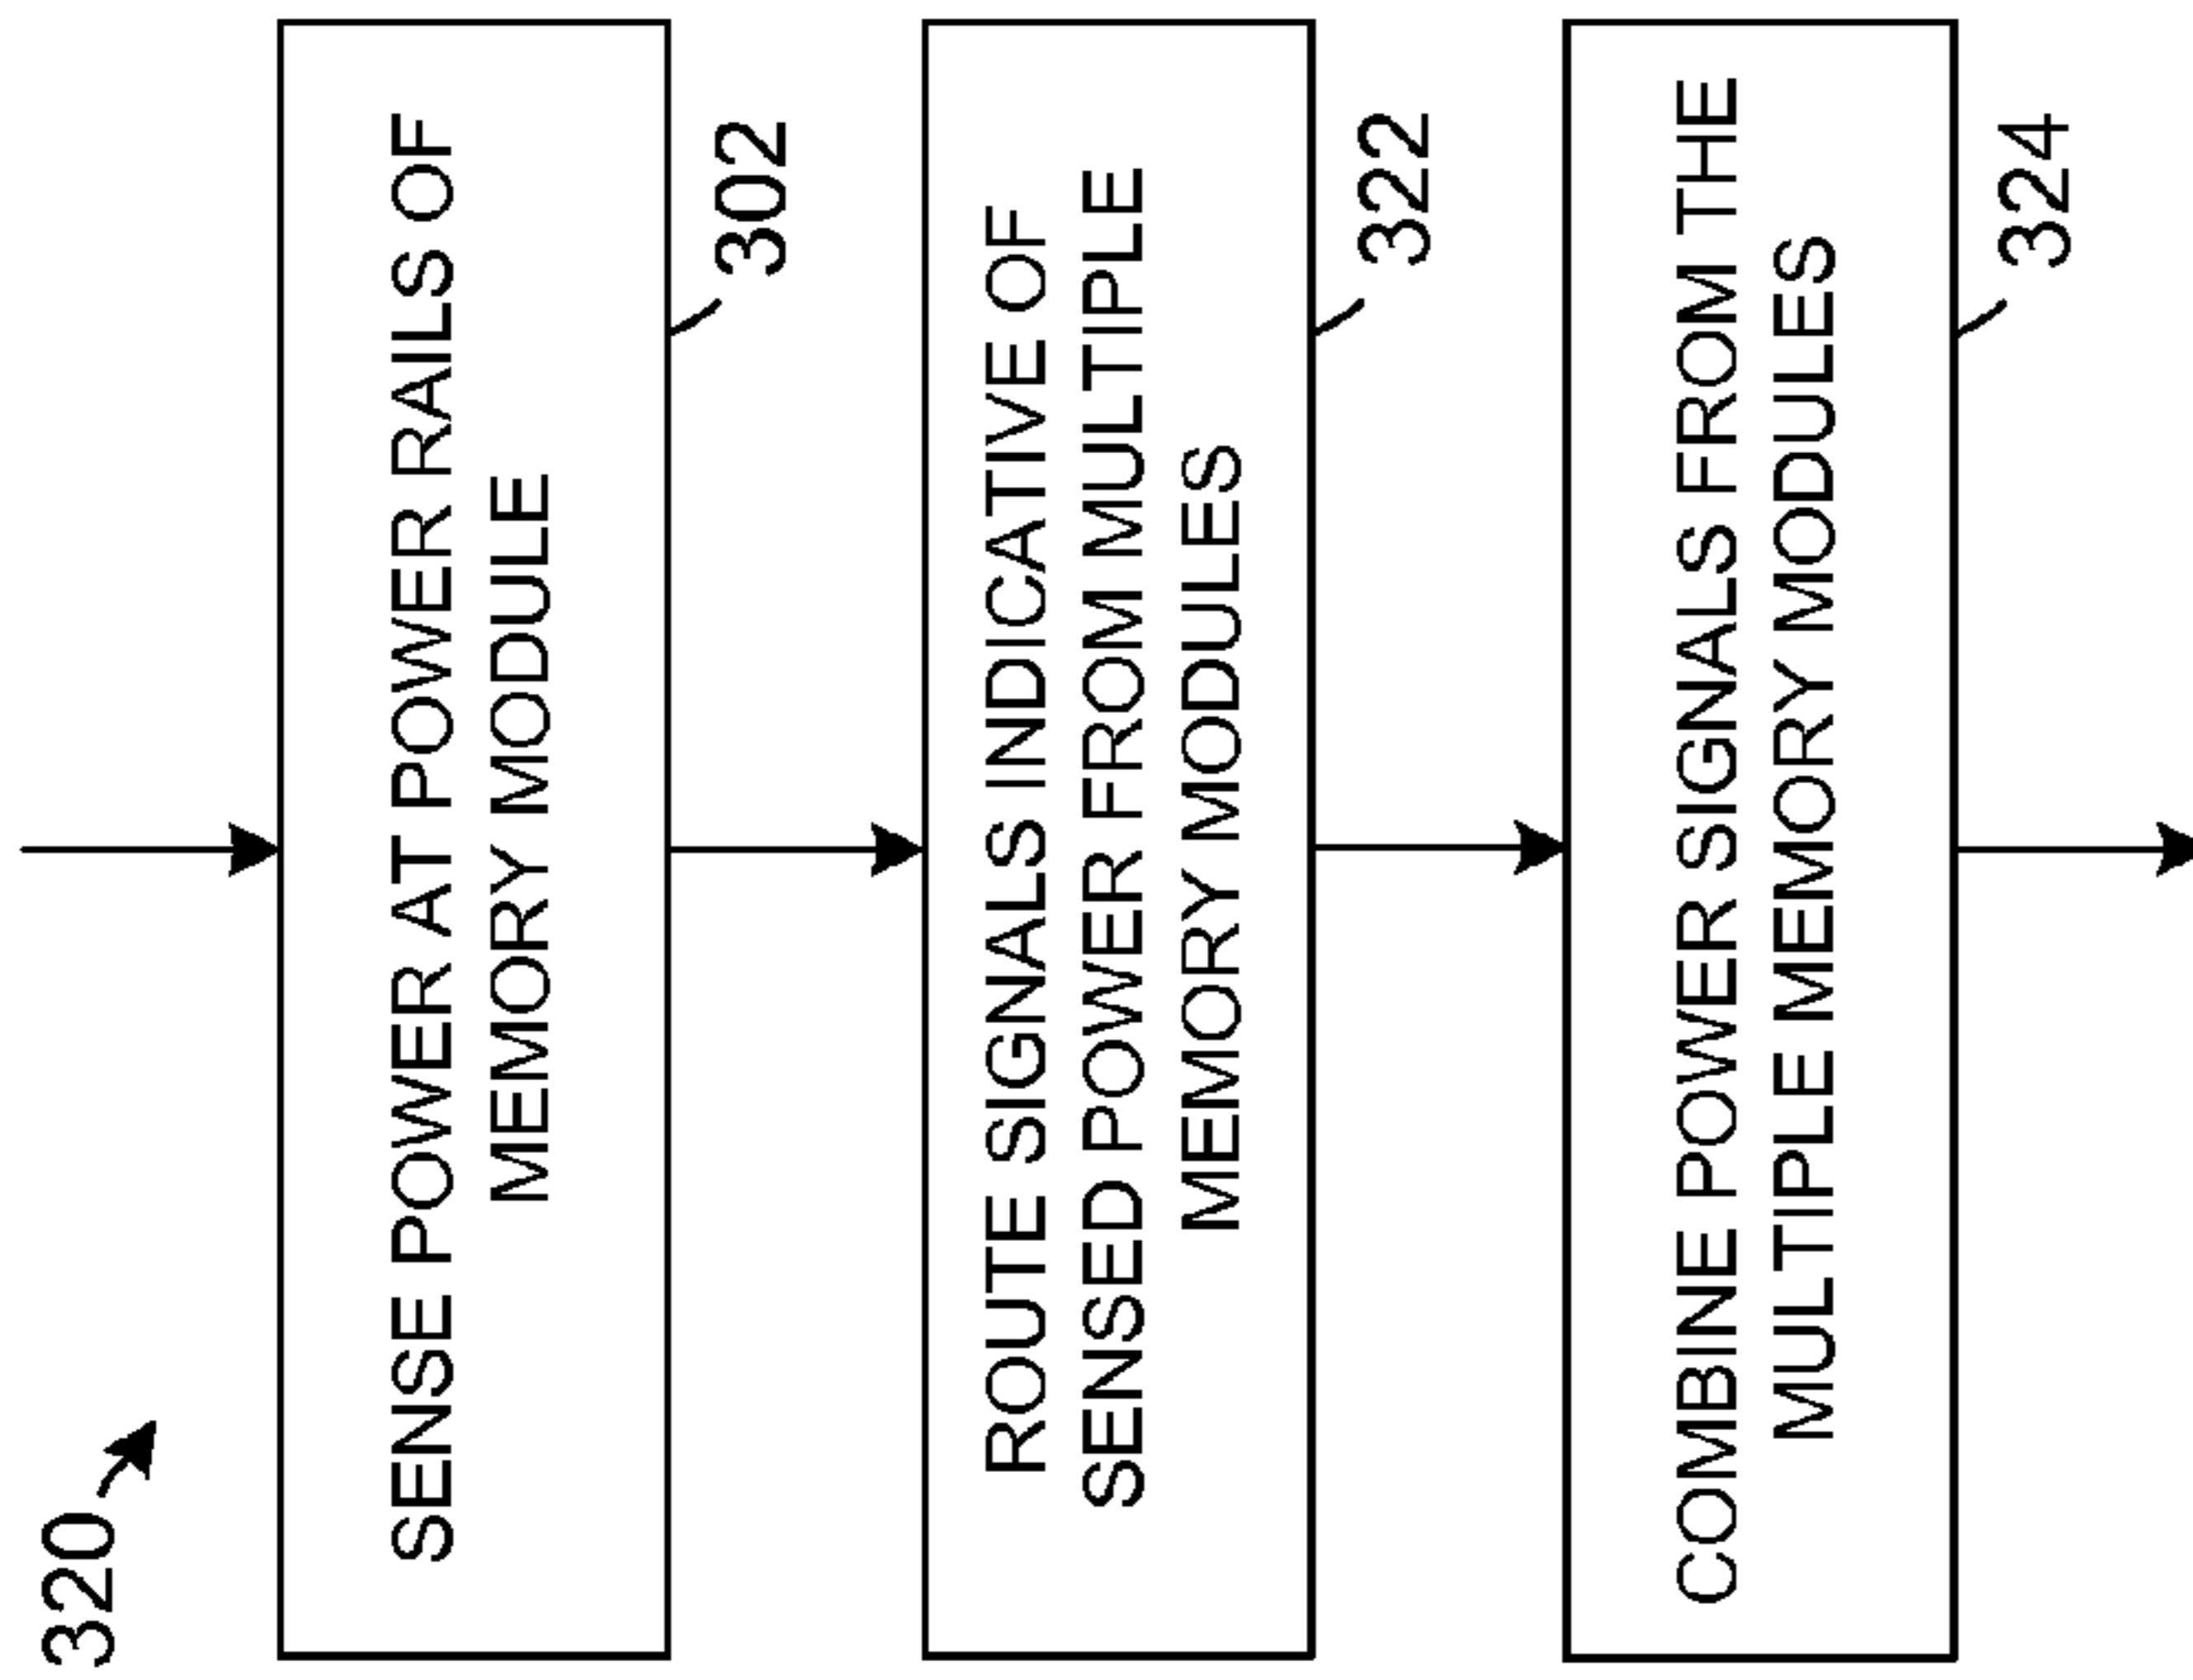 320
SENSE POWER AT POWER RAILS OF
MEMORY MODULE
302
ROUTE SIGNALS INDICATIVE OF
SENSED POWER FROM MULTIPLE
MEMORY MODULES
322
COMBINE POWER SIGNALS FROM THE
MULTIPLE MEMORY MODULES
324